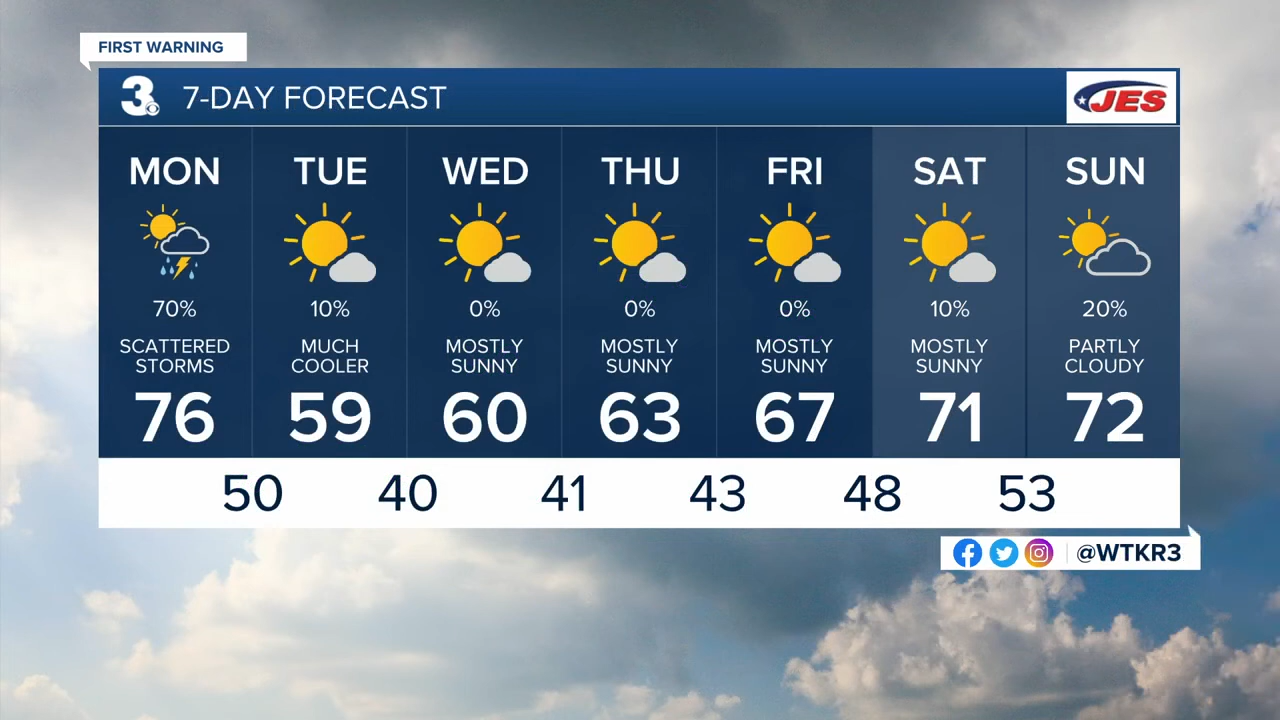 FIRST WARNING
3 7-DAY FORECAST
JES
MON TUE WED THU FRI SAT SUN
70% 10% 0% 0% 0% 10% 20%
SCATTERED MUCH MOSTLY MOSTLY MOSTLY MOSTLY PARTLY
STORMS COOLER SUNNY SUNNY SUNNY SUNNY CLOUDY
76 59 60 63 67 71 72
50 40 41 43 48 53
@WTKR3